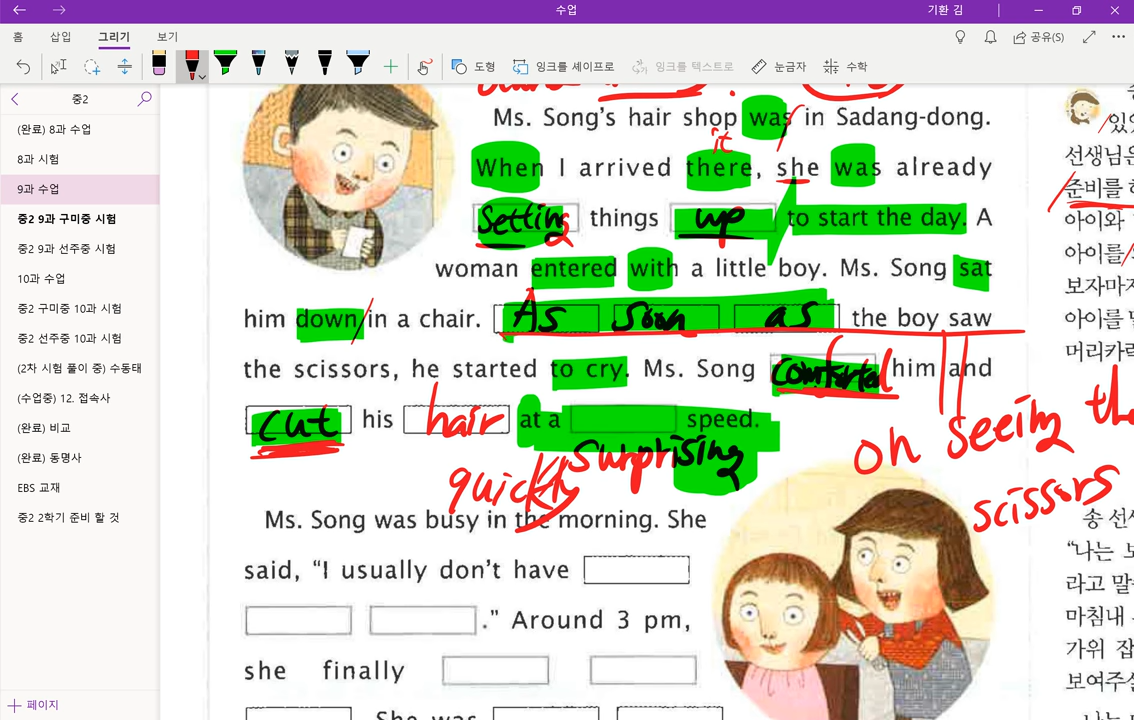 수업
기환 김
홈 삽입 그리기 보기
공유(S)
도형 잉크를 셰이프로 잉크를 텍스트로 눈금자 수학
중2
(완료) 8과 수업
8과 시험
9과 수업
중2 9과 구미중 시험
중2 9과 선주중 시험
10과 수업
중2 구미중 10과 시험
중2 선주중 10과 시험
(2차 시험 풀이 중) 수동태
(수업중) 12. 접속사
(완료) 비교
(완료) 동명사
EBS 교재
중2 2학기 준비 할 것
페이지
Ms. Song's hair shop was in Sadang-dong.
it
When I arrived there, she was already
Setting things up to start the day. A
woman entered with a little boy. Ms. Song sat
him down in a chair. As soon as the boy saw
the scissors, he started to cry. Ms. Song comforted him and
cut his hair at a speed.
surprising
quickly
on seeing the
scissors
Ms. Song was busy in the morning. She
said, "I usually don't have
." Around 3 pm,
she finally
She was
있었
선생님은
준비를 하
아이와
아이를
보자마자
아이를 달
머리카락
송 선생
"나는 보
라고 말
마침내
가위 잡
보여주셨